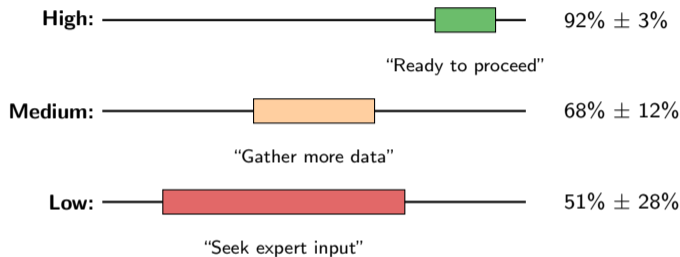 High: 92% ± 3%
“Ready to proceed”
Medium: 68% ± 12%
“Gather more data”
Low: 51% ± 28%
“Seek expert input”